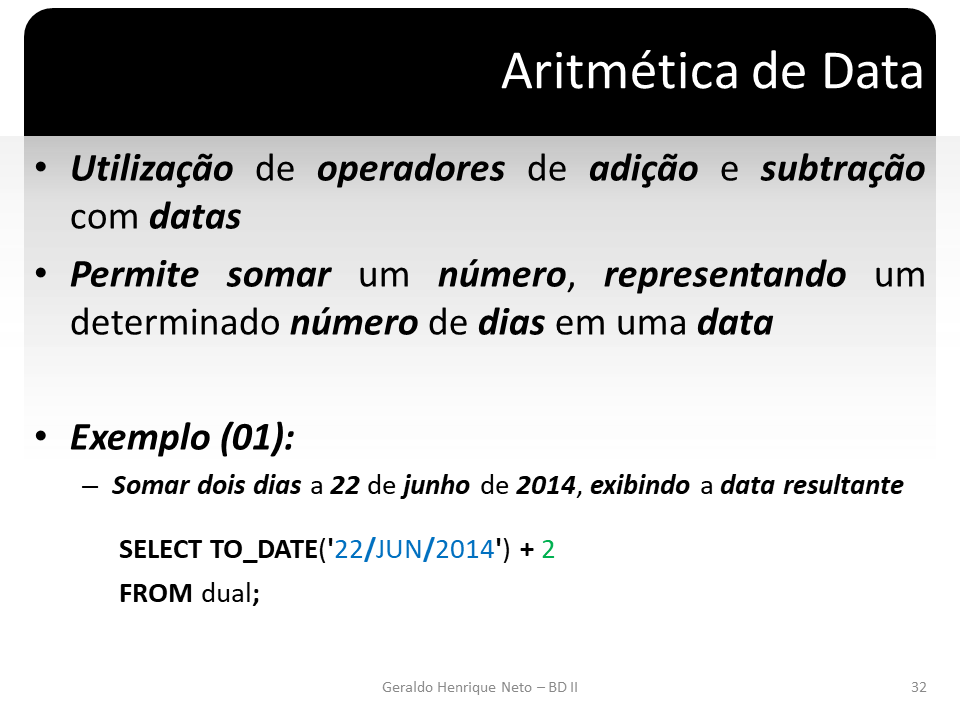 Aritmética de Data
• Utilização de operadores de adição e subtração
com datas
• Permite somar um número, representando um
determinado número de dias em uma data
• Exemplo (01):
– Somar dois dias a 22 de junho de 2014, exibindo a data resultante
SELECT TO_DATE('22/JUN/2014') + 2
FROM dual;
Geraldo Henrique Neto – BD II
32